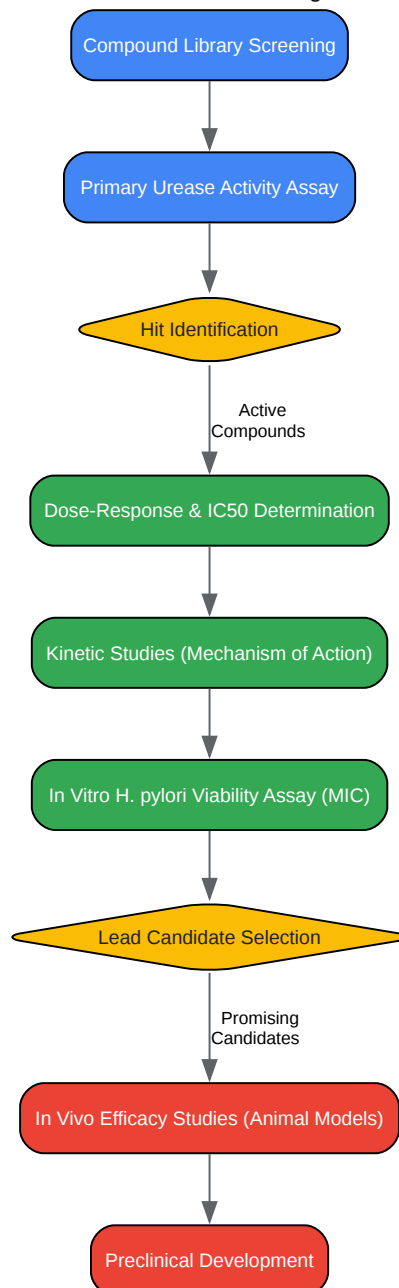 Compound Library Screening
Primary Urease Activity Assay
Hit Identification
Active
Compounds
Dose-Response & IC50 Determination
Kinetic Studies (Mechanism of Action)
In Vitro H. pylori Viability Assay (MIC)
Lead Candidate Selection
Promising
Candidates
In Vivo Efficacy Studies (Animal Models)
Preclinical Development